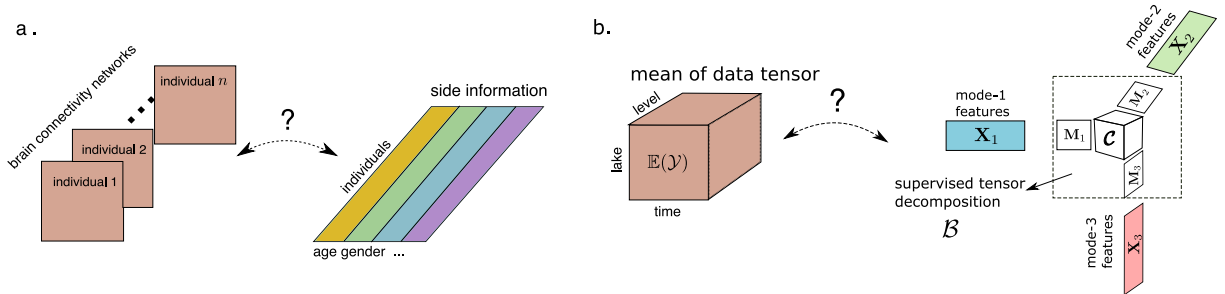 a.
brain connectivity networks
individual n
individual 2
individual 1
?
side information
individuals
age gender ...
b.
mean of data tensor
level
lake
𝔼(𝒴)
time
?
mode-1
features
X₁
mode-2
features
X₂
M₁
M₂
𝓒
M₃
supervised tensor
decomposition
ℬ
mode-3
features
X₃